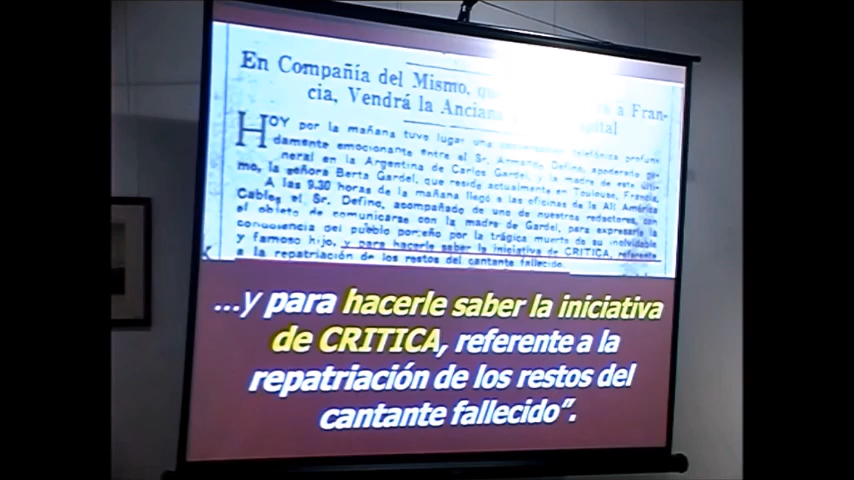 En Compañía del Mismo, a Fran-
cia, Vendrá la Anciana
HOY por la mañana tuvo lugar una conversación telefónica profun-
damente emocionante entre el Sr. Armando Defino, apoderado ge-
neral en la Argentina de Carlos Gardel, y la madre de este últi-
mo, la señora Berta Gardel, que reside actualmente en Toulouse, Francia.
A las 9.30 horas de la mañana llegó a las oficinas de la All América
Cables el Sr. Defino, acompañado de uno de nuestros redactores, con
el objeto de comunicarse con la madre de Gardel, para expresarle la
condolencia del pueblo porteño por la trágica muerte de su inolvidable
y famoso hijo, y para hacerle saber la iniciativa de CRITICA, referente
a la repatriación de los restos del cantante fallecido.
...y para hacerle saber la iniciativa
de CRITICA, referente a la
repatriación de los restos del
cantante fallecido”.